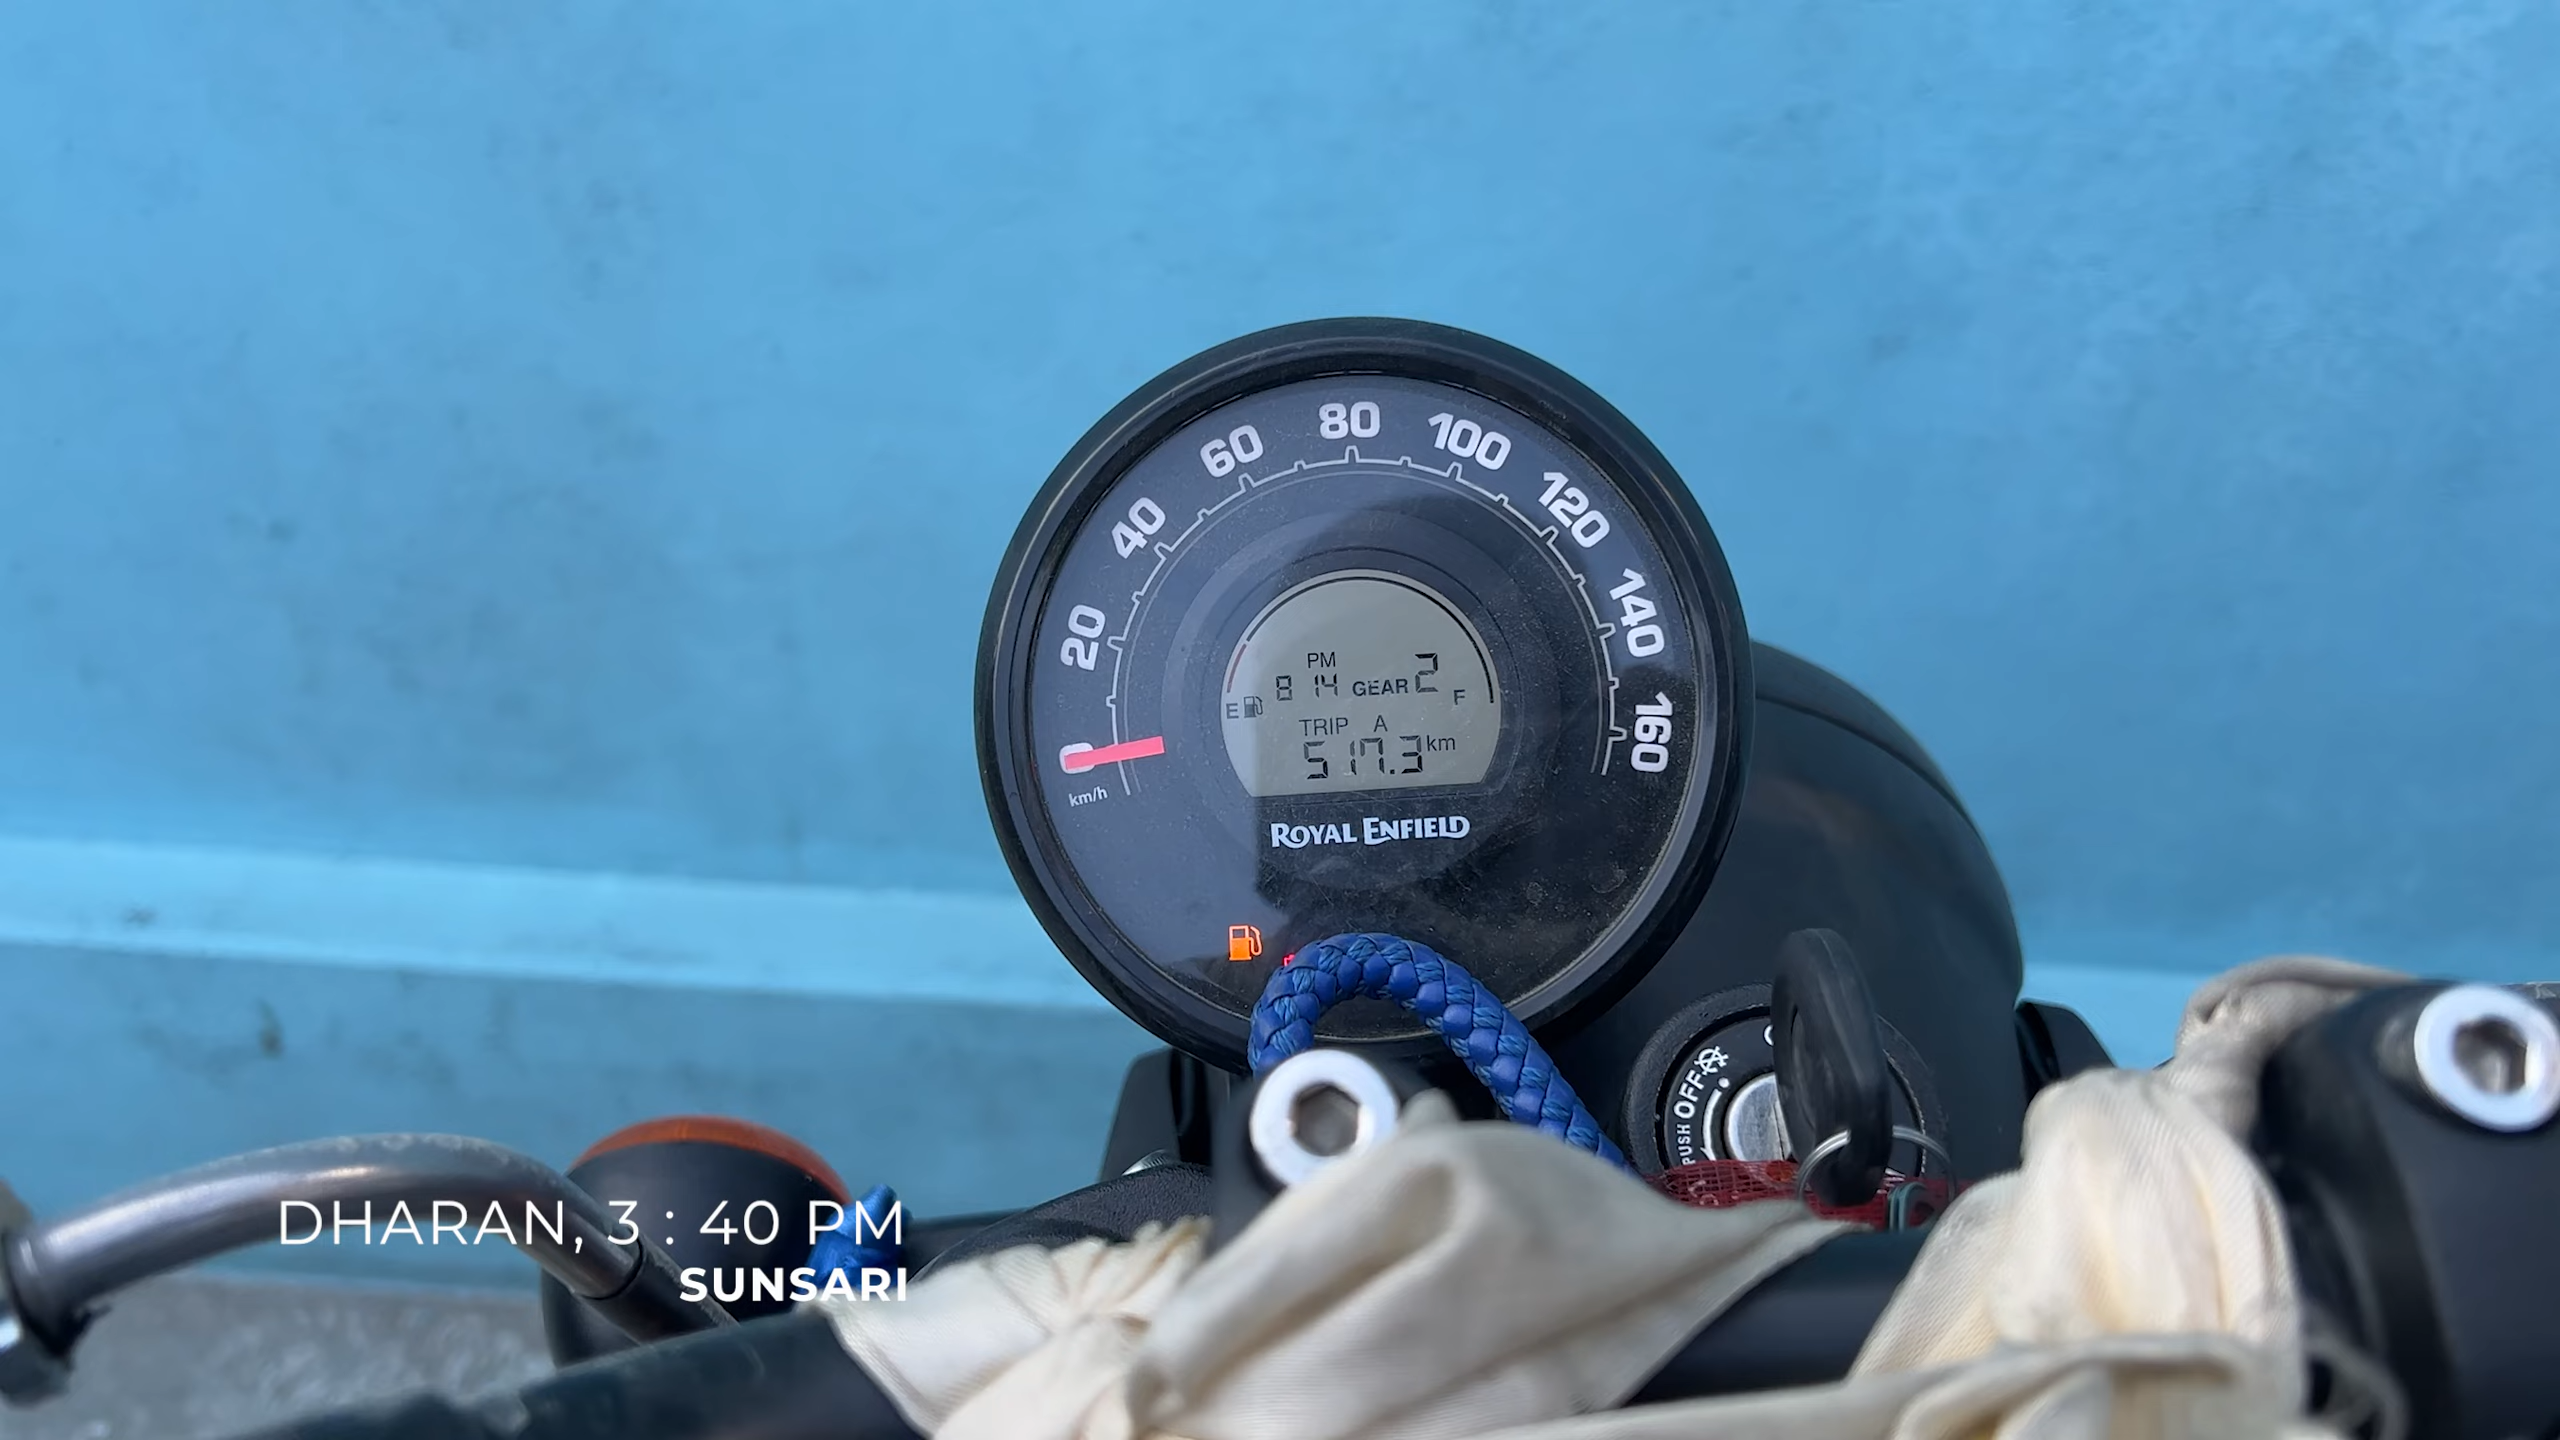 80
60
100
40
120
20
140
160
0
km/h
PM
8 14 GEAR 2
E F
TRIP A
517.3 km
ROYAL ENFIELD
PUSH OFF
DHARAN, 3 : 40 PM
SUNSARI